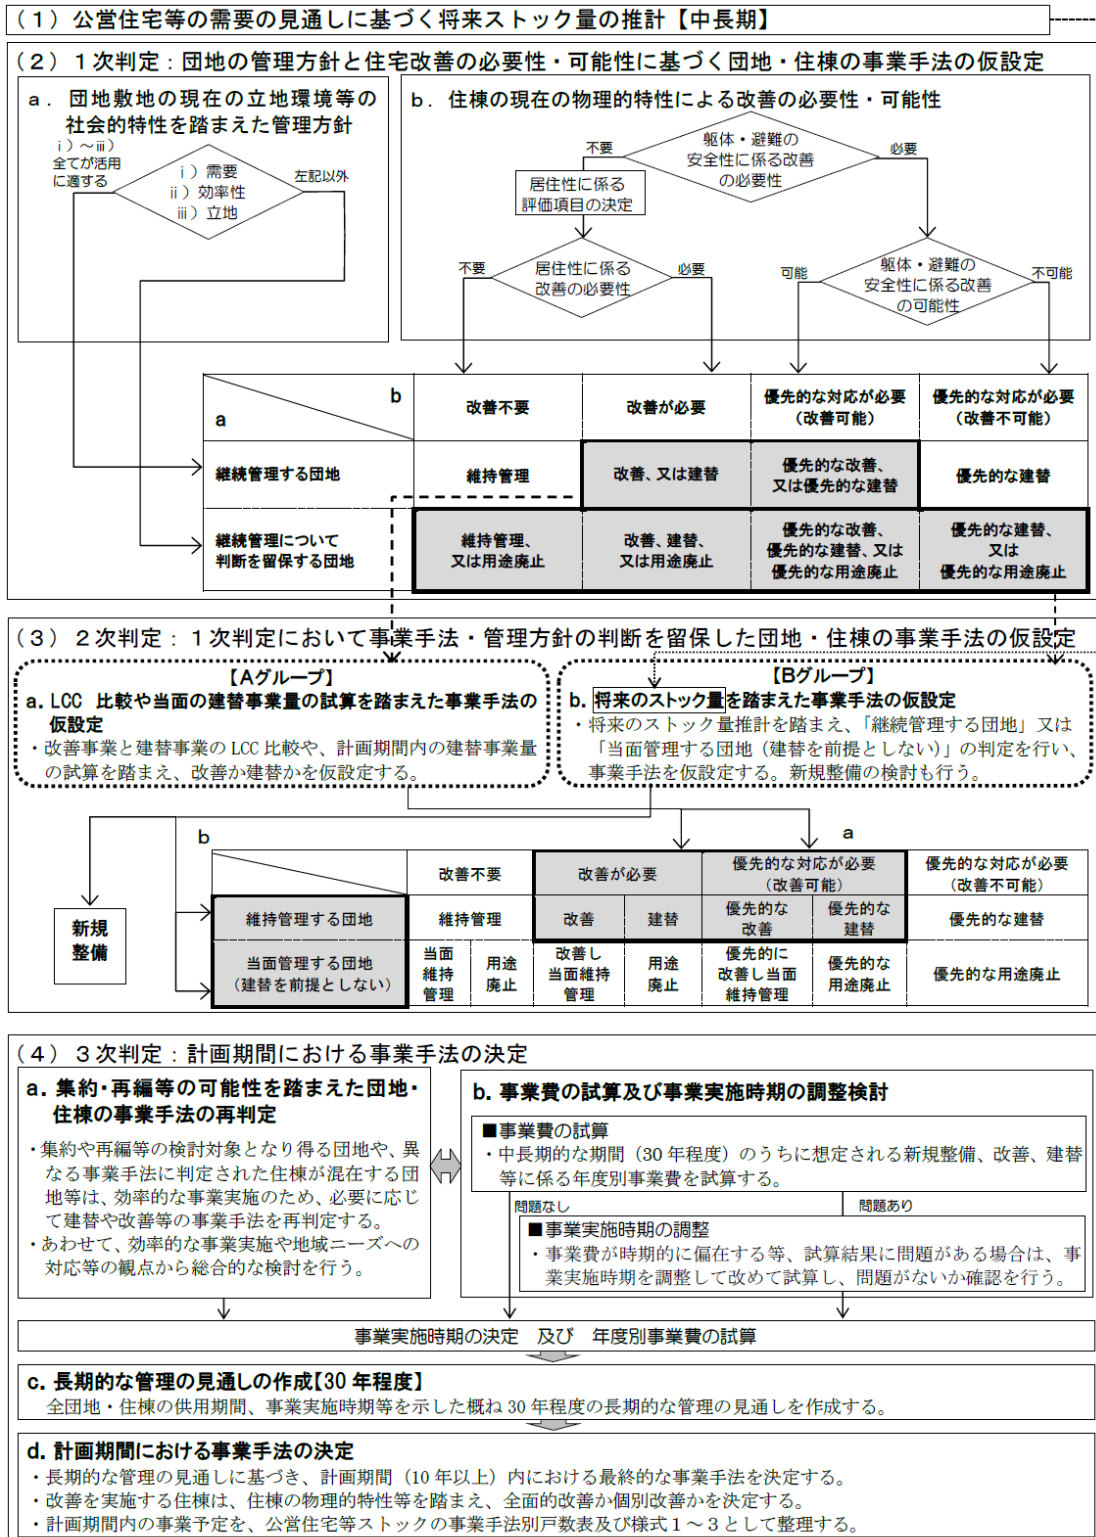 （１）公営住宅等の需要の見通しに基づく将来ストック量の推計【中長期】
（２）１次判定：団地の管理方針と住宅改善の必要性・可能性に基づく団地・住棟の事業手法の仮設定
a．団地敷地の現在の立地環境等の
社会的特性を踏まえた管理方針
ⅰ）～ⅲ）
全てが活用
に適する
ⅰ）需要
ⅱ）効率性
ⅲ）立地
左記以外
b．住棟の現在の物理的特性による改善の必要性・可能性
不要
躯体・避難の
安全性に係る改善
の必要性
必要
居住性に係る
評価項目の決定
不要
居住性に係る
改善の必要性
必要
可能
躯体・避難の
安全性に係る改善
の可能性
不可能
b
a
改善不要
改善が必要
優先的な対応が必要
（改善可能）
優先的な対応が必要
（改善不可能）
継続管理する団地
維持管理
改善、又は建替
優先的な改善、
又は優先的な建替
優先的な建替
継続管理について
判断を留保する団地
維持管理、
又は用途廃止
改善、建替、
又は用途廃止
優先的な改善、
優先的な建替、又は
優先的な用途廃止
優先的な建替、
又は
優先的な用途廃止
（３）２次判定：１次判定において事業手法・管理方針の判断を留保した団地・住棟の事業手法の仮設定
【Aグループ】
a. LCC 比較や当面の建替事業量の試算を踏まえた事業手法の
仮設定
・改善事業と建替事業の LCC 比較や、計画期間内の建替事業量
の試算を踏まえ、改善か建替かを仮設定する。
【Bグループ】
b. 将来のストック量を踏まえた事業手法の仮設定
・将来のストック量推計を踏まえ、「継続管理する団地」又は
「当面管理する団地（建替を前提としない）」の判定を行い、
事業手法を仮設定する。新規整備の検討も行う。
b
a
改善不要
改善が必要
優先的な対応が必要
（改善可能）
優先的な対応が必要
（改善不可能）
新規
整備
維持管理する団地
維持管理
改善
建替
優先的な
改善
優先的な
建替
優先的な建替
当面管理する団地
（建替を前提としない）
当面
維持
管理
用途
廃止
改善し
当面維持
管理
用途
廃止
優先的に
改善し当面
維持管理
優先的な
用途廃止
優先的な用途廃止
（４）３次判定：計画期間における事業手法の決定
a. 集約・再編等の可能性を踏まえた団地・
住棟の事業手法の再判定
・集約や再編等の検討対象となり得る団地や、異
なる事業手法に判定された住棟が混在する団
地等は、効率的な事業実施のため、必要に応じ
て建替や改善等の事業手法を再判定する。
・あわせて、効率的な事業実施や地域ニーズへの
対応等の観点から総合的な検討を行う。
b. 事業費の試算及び事業実施時期の調整検討
■事業費の試算
・中長期的な期間（30 年程度）のうちに想定される新規整備、改善、建替
等に係る年度別事業費を試算する。
問題なし
問題あり
■事業実施時期の調整
・事業費が時期的に偏在する等、試算結果に問題がある場合は、事
業実施時期を調整して改めて試算し、問題がないか確認を行う。
事業実施時期の決定　及び　年度別事業費の試算
c. 長期的な管理の見通しの作成【30 年程度】
全団地・住棟の供用期間、事業実施時期等を示した概ね 30 年程度の長期的な管理の見通しを作成する。
d. 計画期間における事業手法の決定
・長期的な管理の見通しに基づき、計画期間（10 年以上）内における最終的な事業手法を決定する。
・改善を実施する住棟は、住棟の物理的特性等を踏まえ、全面的改善か個別改善かを決定する。
・計画期間内の事業予定を、公営住宅等ストックの事業手法別戸数表及び様式１～３として整理する。